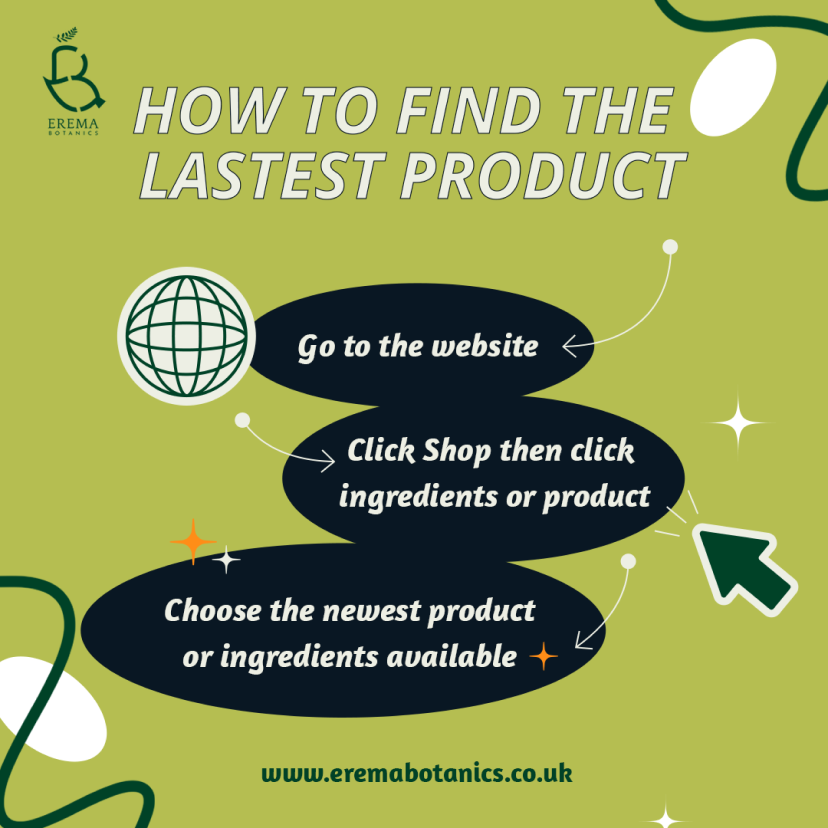 EREMA
BOTANICS
HOW TO FIND THE
LASTEST PRODUCT
Go to the website
Click Shop then click
ingredients or product
Choose the newest product
or ingredients available
www.eremabotanics.co.uk